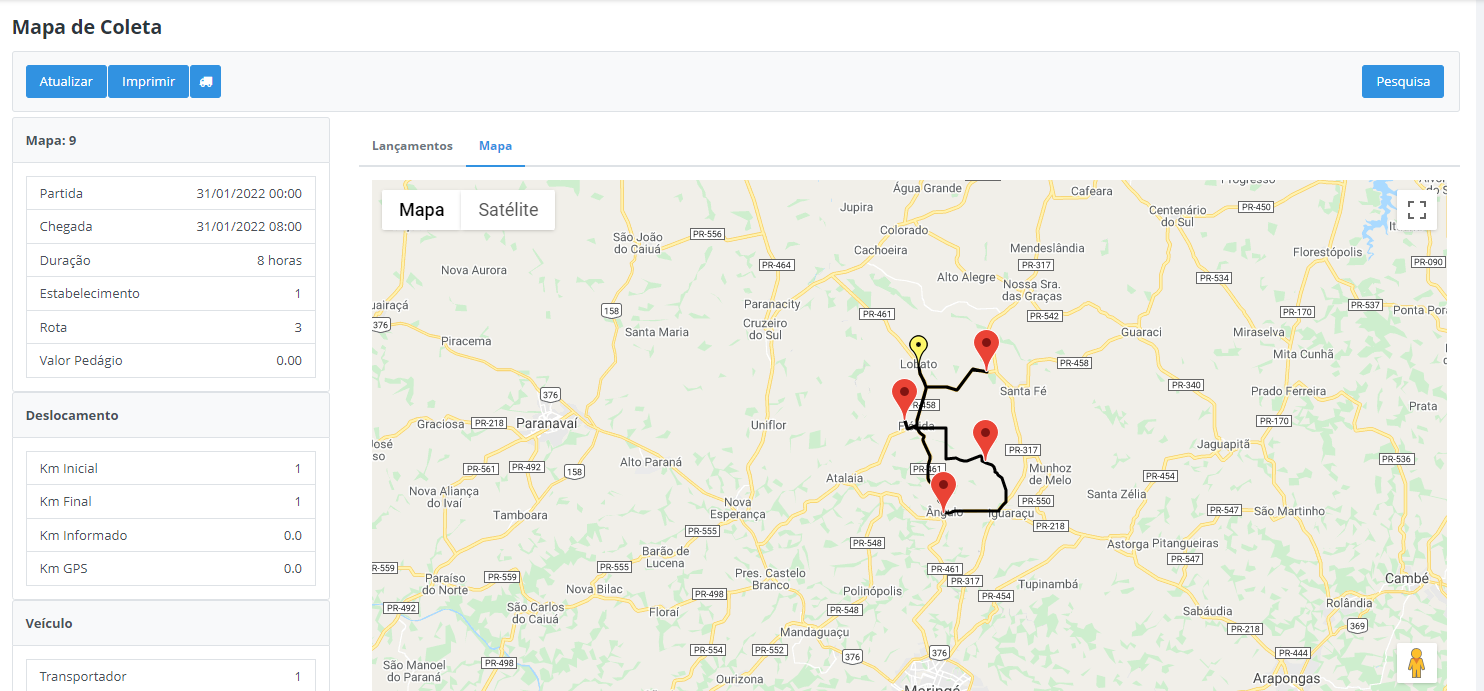 Mapa de Coleta
Atualizar
Imprimir
Pesquisa
Mapa: 9
Partida 31/01/2022 00:00
Chegada 31/01/2022 08:00
Duração 8 horas
Estabelecimento 1
Rota 3
Valor Pedágio 0.00
Deslocamento
Km Inicial 1
Km Final 1
Km Informado 0.0
Km GPS 0.0
Veículo
Transportador 1
Lançamentos
Mapa
Mapa
Satélite
Água Grande
Cafeara
Jupira
PR-450
Centenário
do Sul
Colorado
PR-556
São João
do Caiuá
Cachoeira
Mendeslândia
Florestópolis
PR-090
PR-464
PR-317
Nova Aurora
Alto Alegre
PR-534
Nossa Sra.
das Graças
Paranacity
PR-537
158
PR-461
PR-542
PR-170
376
Cruzeiro
do Sul
Santa Maria
Guaraci
Miraselva
Piracema
Mita Cunhã
Lobato
PR-458
PR-340
Santa Fé
Prado Ferreira
376
PR-458
Prata
Graciosa
PR-218
Paranavaí
Uniflor
PR-170
Jaguapitã
PR-317
PR-536
Alto Paraná
PR-561
PR-492
158
PR-461
Munhoz
de Melo
Atalaia
PR-454
Nova Aliança
do Ivaí
Santa Zélia
PR-550
Nova
Esperança
Tamboara
Ângulo
Iguaraçu
PR-547
São Martinho
PR-218
PR-555
PR-548
Astorga
Pitangueiras
Barão de
Lucena
PR-547
PR-559
PR-555
PR-461
Paraíso
do Norte
PR-559
Pres. Castelo
Branco
PR-317
Tupinambá
Cambé
Nova Bilac
PR-498
Polinópolis
PR-454
PR-492
São Carlos
do Caiuá
Floraí
PR-548
Rolândia
Sabáudia
Mandaguaçu
PR-218
369
PR-554
PR-552
376
376
PR-444
São Manoel
do Paraná
PR-498
Ourizona
Arapongas
Maringá